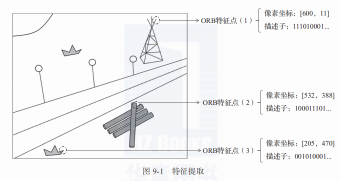 ORB特征点（1）
像素坐标：[600，11]
描述子：111010001...
ORB特征点（2）
像素坐标：[532，388]
描述子：100011101...
ORB特征点（3）
像素坐标：[205，470]
描述子：001010001...
图 9-1 特征提取